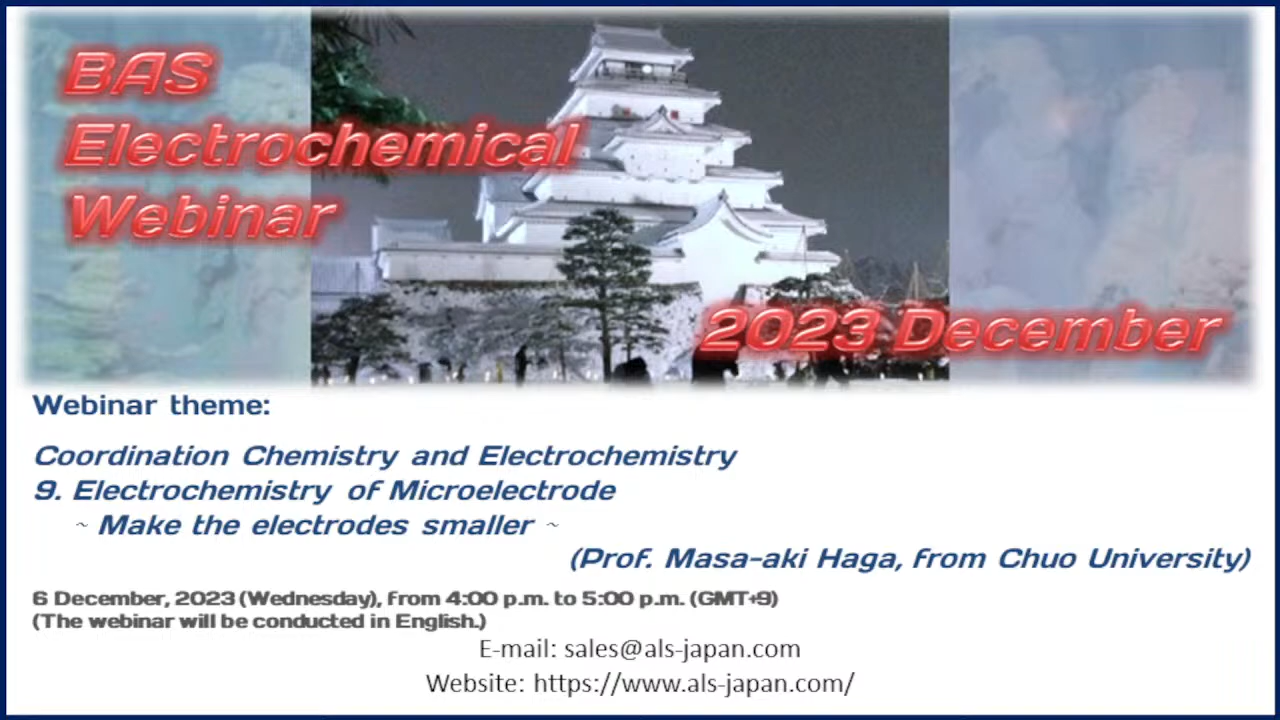 BAS
Electrochemical
Webinar
2023 December
Webinar theme:
Coordination Chemistry and Electrochemistry
9. Electrochemistry of Microelectrode
~ Make the electrodes smaller ~
(Prof. Masa-aki Haga, from Chuo University)
6 December, 2023 (Wednesday), from 4:00 p.m. to 5:00 p.m. (GMT+9)
(The webinar will be conducted in English.)
E-mail: sales@als-japan.com
Website: https://www.als-japan.com/